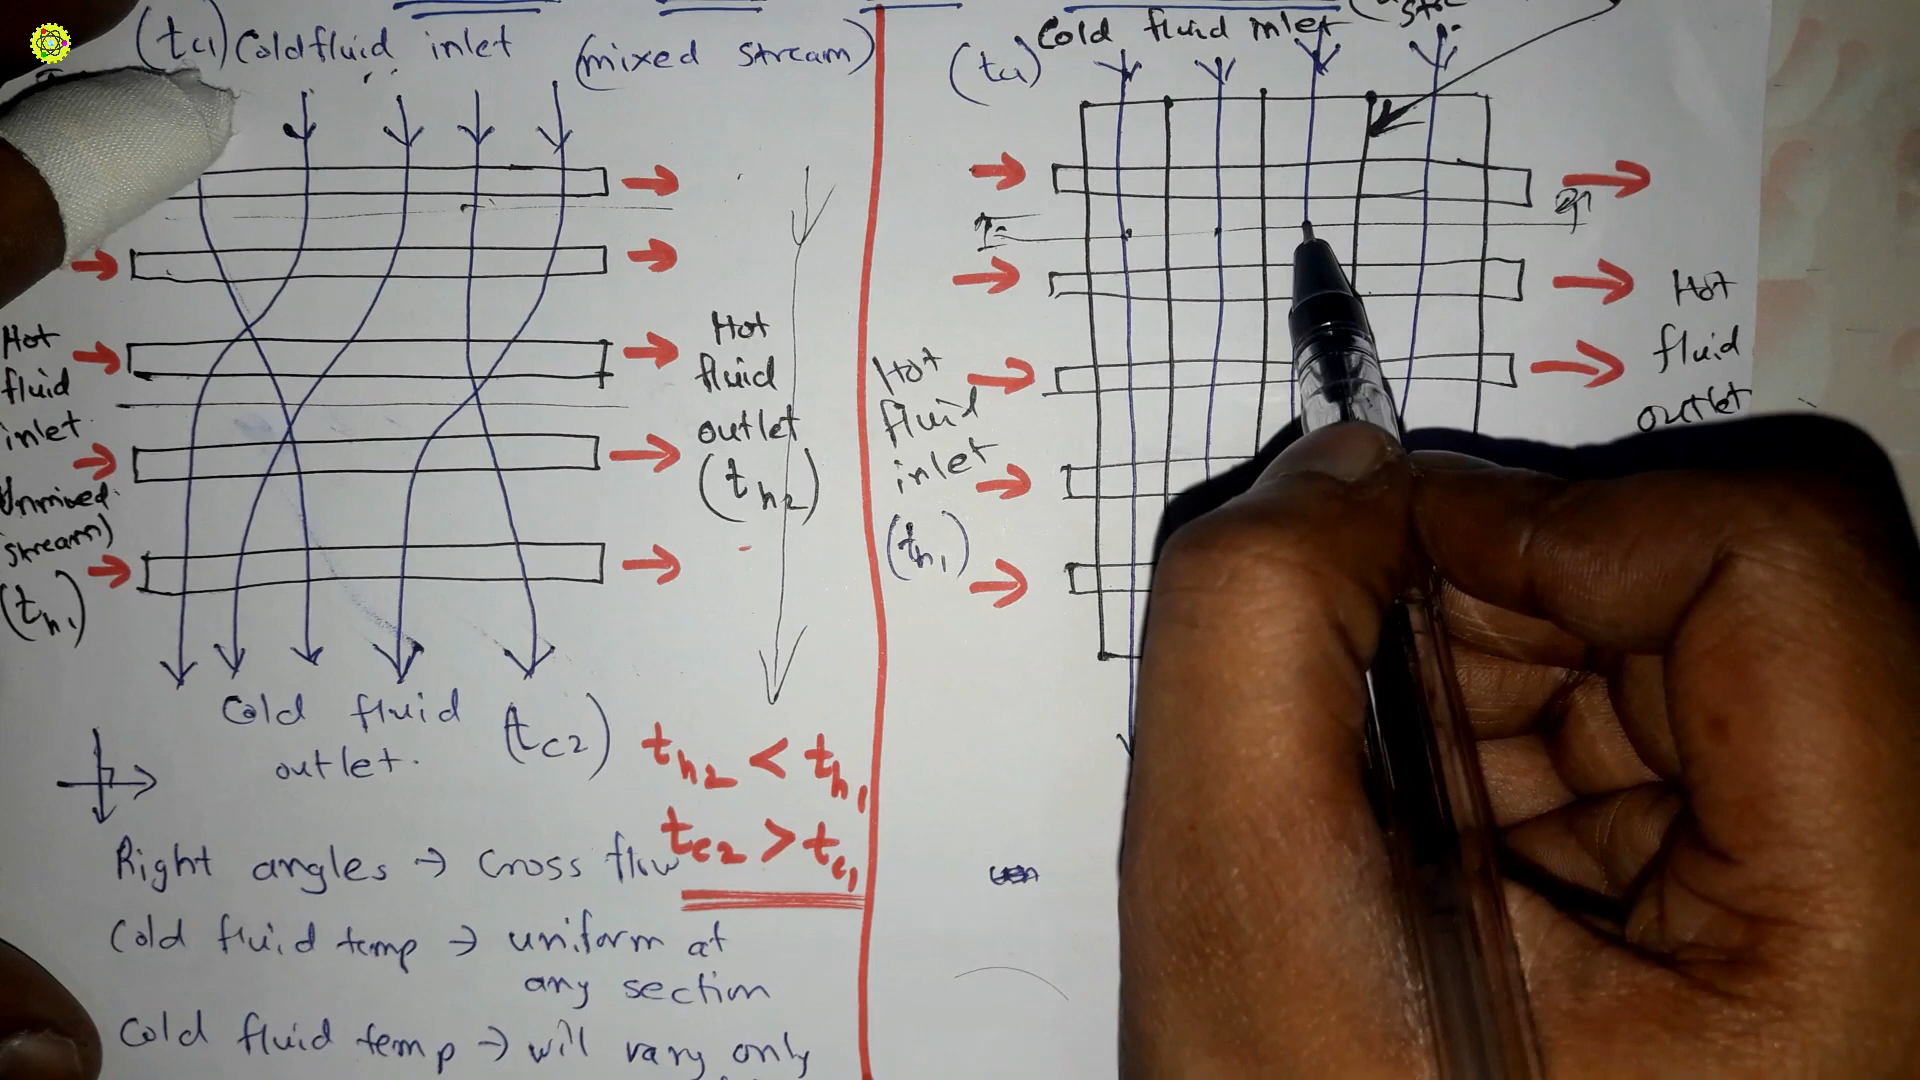 (tc1) Cold fluid inlet (mixed stream)
Hot
fluid
inlet
(Unmixed
stream)
(th1)
Hot
fluid
outlet
(th2)
Cold fluid (tc2)
outlet.
th2 < th1
tc2 > tc1
Right angles → Cross flow
Cold fluid temp → uniform at
any section
Cold fluid temp → will vary only
Cold fluid inlet
(tc1)
Hot
fluid
inlet
(th1)
Hot
fluid
outlet